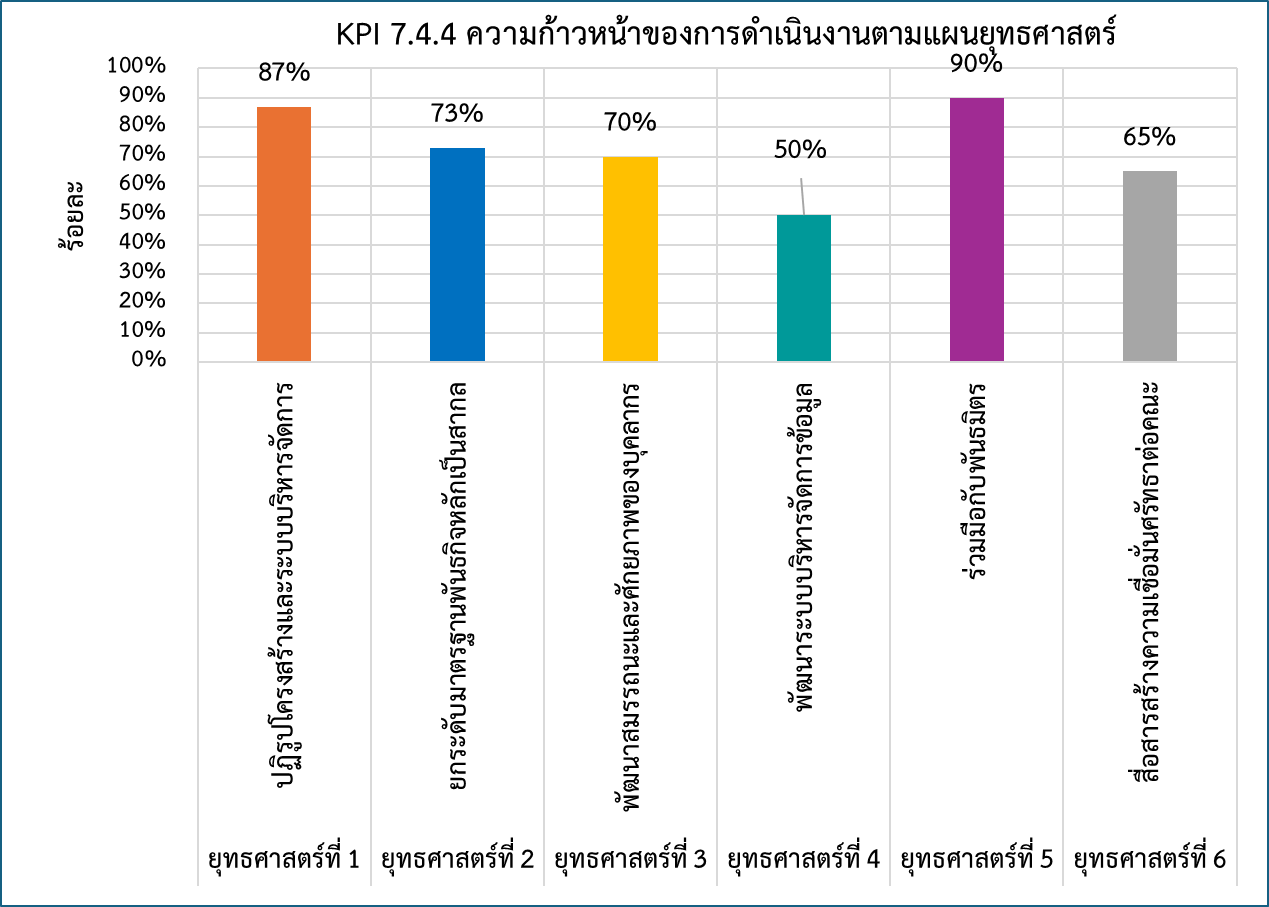 KPI 7.4.4 ความก้าวหน้าของการดำเนินงานตามแผนยุทธศาสตร์
ร้อยละ
100%
90%
80%
70%
60%
50%
40%
30%
20%
10%
0%
87%
73%
70%
50%
90%
65%
ปฏิรูปโครงสร้างและระบบบริหารจัดการ
ยกระดับมาตรฐานพันธกิจหลักเป็นสากล
พัฒนาสมรรถนะและศักยภาพของบุคลากร
พัฒนาระบบบริหารจัดการข้อมูล
ร่วมมือกับพันธมิตร
สื่อสารสร้างความเชื่อมั่นศรัทธาต่อคณะ
ยุทธศาสตร์ที่ 1
ยุทธศาสตร์ที่ 2
ยุทธศาสตร์ที่ 3
ยุทธศาสตร์ที่ 4
ยุทธศาสตร์ที่ 5
ยุทธศาสตร์ที่ 6